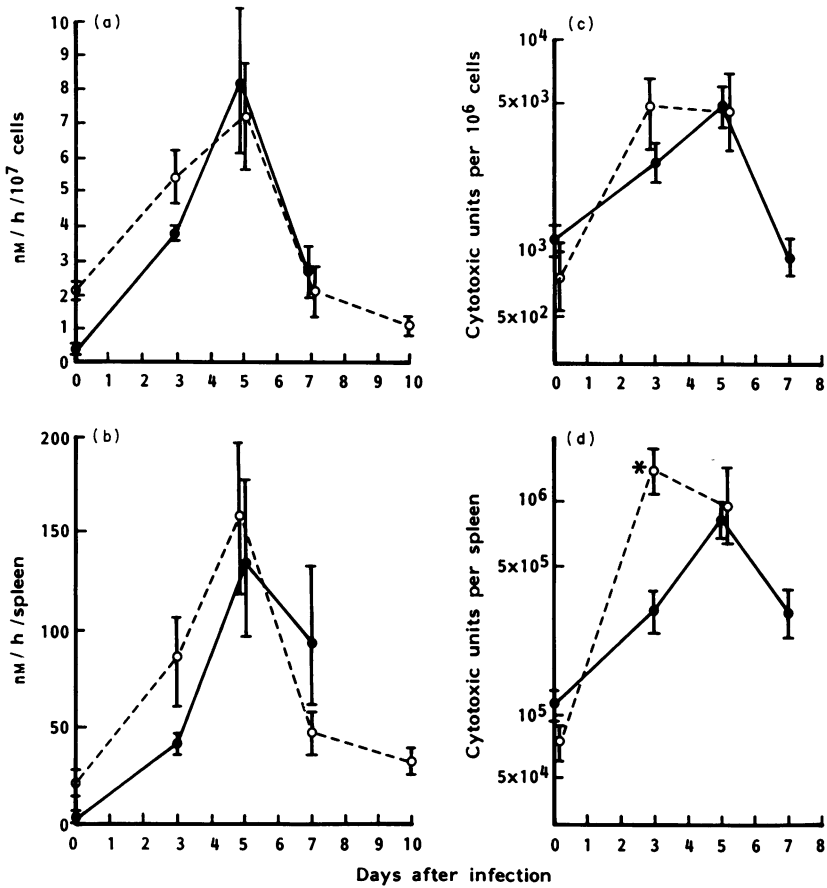 (a)
10
9
8
7
6
5
4
3
2
1
0
nM / h / 10⁷ cells
0 1 2 3 4 5 6 7 8 9 10
(c)
10⁴
5×10³
10³
5×10²
Cytotoxic units per 10⁶ cells
0 1 2 3 4 5 6 7 8
(b)
200
150
100
50
0
nM / h / spleen
0 1 2 3 4 5 6 7 8 9 10
(d)
*
10⁶
5×10⁵
10⁵
5×10⁴
Cytotoxic units per spleen
0 1 2 3 4 5 6 7 8
Days after infection